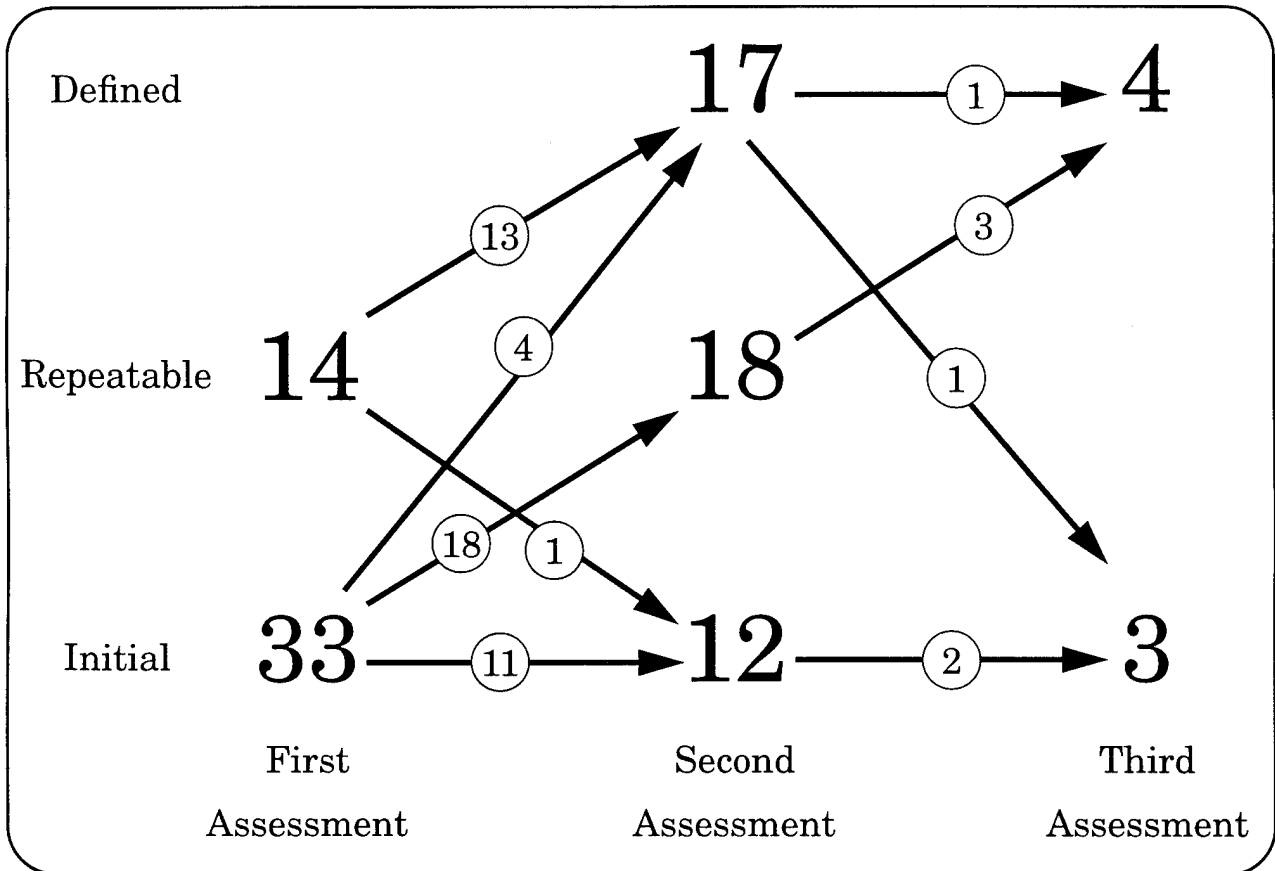 Defined 17 1 4
13 3
4
Repeatable 14 18 1
18 1
Initial 33 11 12 2 3
First Second Third
Assessment Assessment Assessment